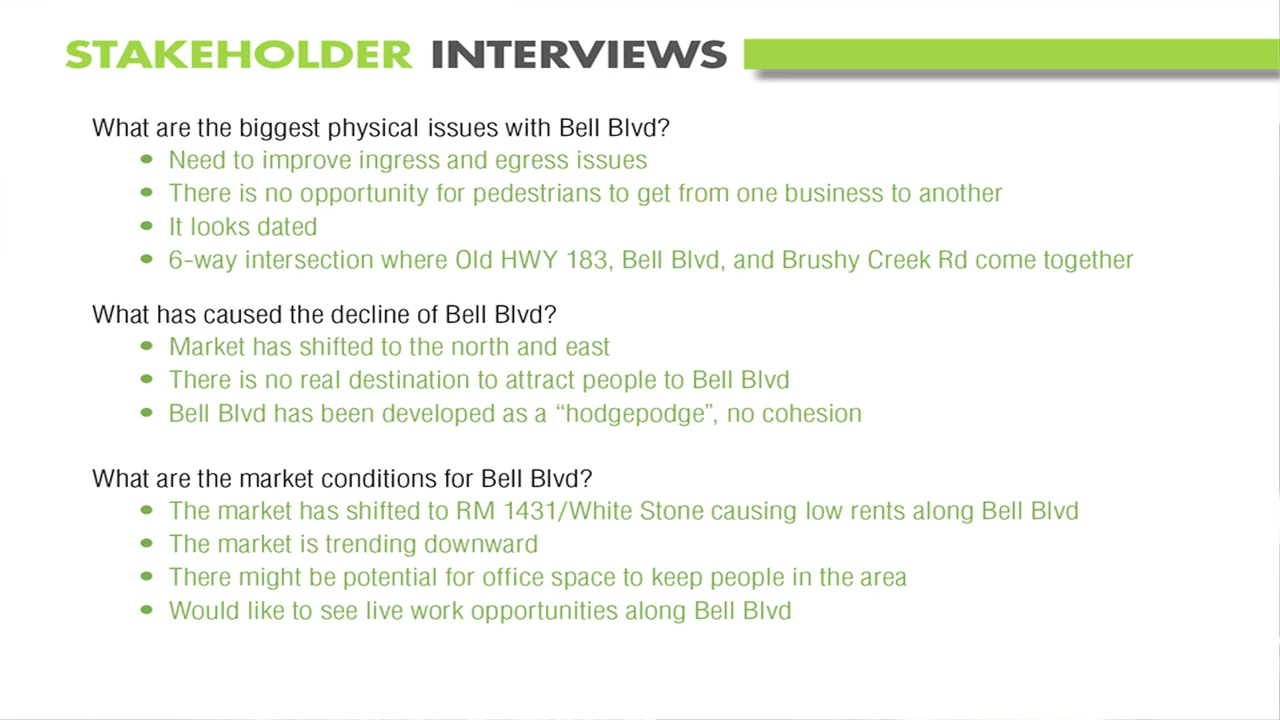 STAKEHOLDER INTERVIEWS
What are the biggest physical issues with Bell Blvd?
• Need to improve ingress and egress issues
• There is no opportunity for pedestrians to get from one business to another
• It looks dated
• 6-way intersection where Old HWY 183, Bell Blvd, and Brushy Creek Rd come together
What has caused the decline of Bell Blvd?
• Market has shifted to the north and east
• There is no real destination to attract people to Bell Blvd
• Bell Blvd has been developed as a “hodgepodge”, no cohesion
What are the market conditions for Bell Blvd?
• The market has shifted to RM 1431/White Stone causing low rents along Bell Blvd
• The market is trending downward
• There might be potential for office space to keep people in the area
• Would like to see live work opportunities along Bell Blvd